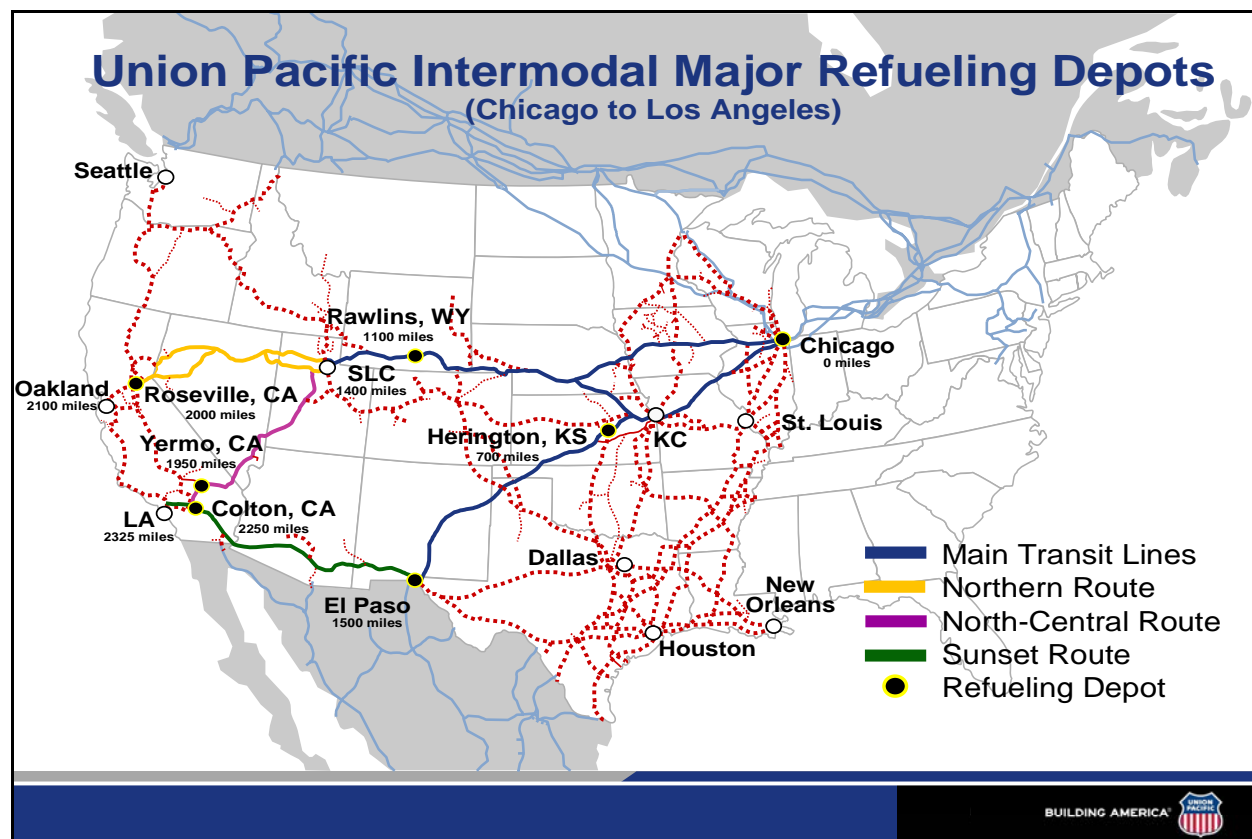 Union Pacific Intermodal Major Refueling Depots
(Chicago to Los Angeles)
Seattle
Rawlins, WY
1100 miles
Chicago
0 miles
SLC
1400 miles
Oakland
2100 miles
Roseville, CA
2000 miles
St. Louis
Herington, KS
700 miles
KC
Yermo, CA
1950 miles
Colton, CA
2250 miles
LA
2325 miles
Dallas
El Paso
1500 miles
New
Orleans
Houston
Main Transit Lines
Northern Route
North-Central Route
Sunset Route
Refueling Depot
BUILDING AMERICA®
UNION
PACIFIC